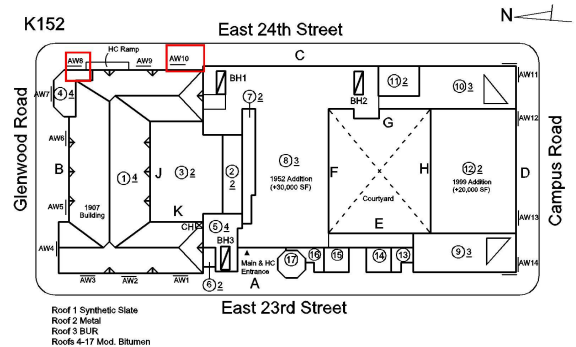 K152
East 24th Street
N
HC Ramp
AW8
AW9
AW10
C
BH1
BH2
11 2
10 3
AW11
AW7
4 4
7 2
AW12
G
Glenwood Road
Campus Road
AW6
B
1 4
J
3 2
2 2
8 3
1952 Addition
(+30,000 SF)
F
H
12 2
1999 Addition
(+20,000 SF)
D
Courtyard
AW5
1907
Building
K
E
CH
5 4
AW13
AW4
BH3
Main & HC
Entrance
17
16
15
14
13
9 3
AW14
AW3
AW2
AW1
6 2
A
East 23rd Street
Roof 1 Synthetic Slate
Roof 2 Metal
Roof 3 BUR
Roofs 4-17 Mod. Bitumen